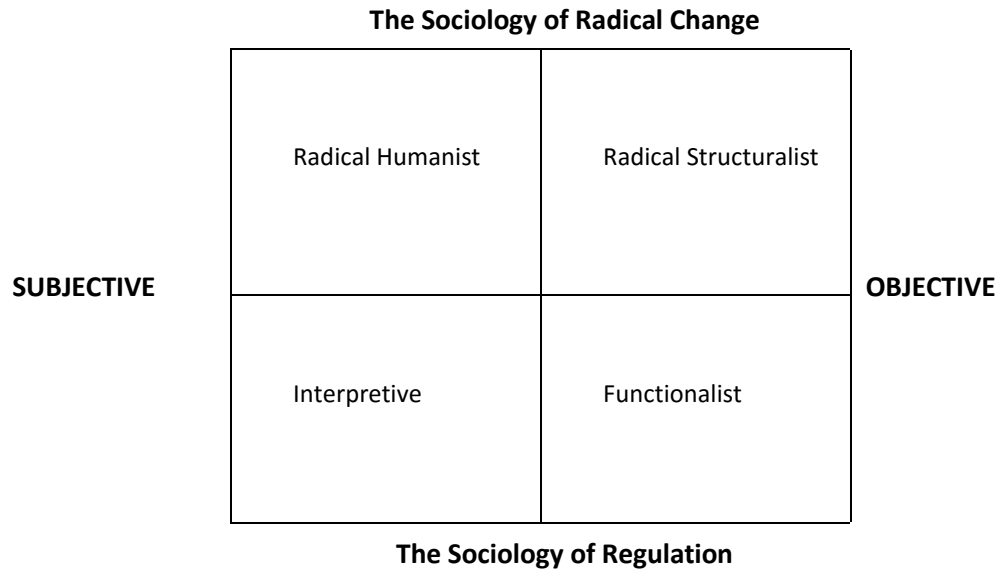 The Sociology of Radical Change
Radical Humanist
Radical Structuralist
SUBJECTIVE
OBJECTIVE
Interpretive
Functionalist
The Sociology of Regulation